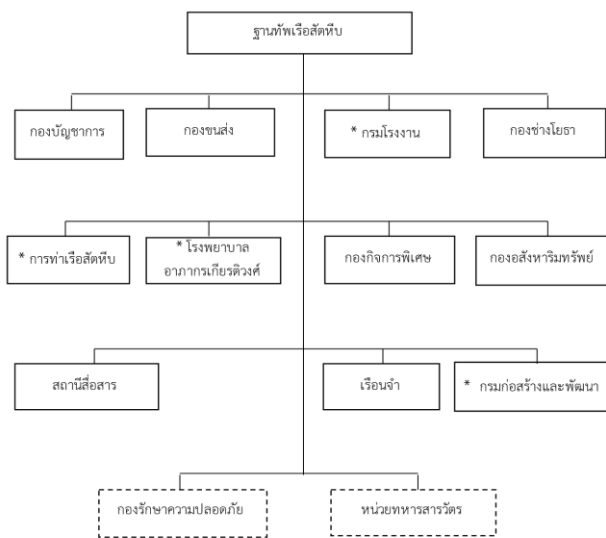 ฐานทัพเรือสัตหีบ
กองบัญชาการ
กองขนส่ง
* กรมโรงงาน
กองช่างโยธา
* การท่าเรือสัตหีบ
* โรงพยาบาล
อาภากรเกียรติวงศ์
กองกิจการพิเศษ
กองอสังหาริมทรัพย์
สถานีสื่อสาร
เรือนจำ
* กรมก่อสร้างและพัฒนา
กองรักษาความปลอดภัย
หน่วยทหารสารวัตร